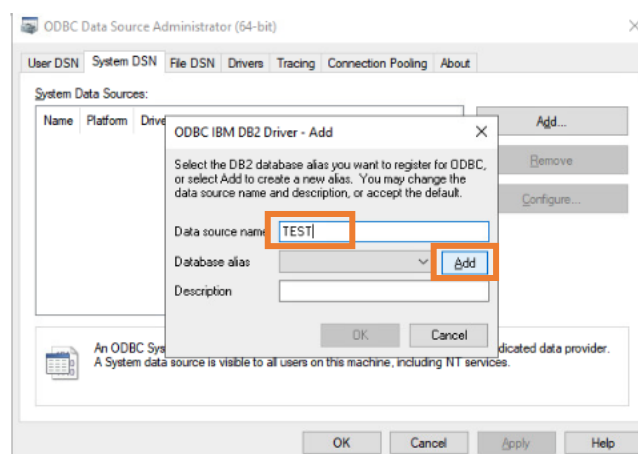 ODBC Data Source Administrator (64-bit)
User DSN System DSN File DSN Drivers Tracing Connection Pooling About
System Data Sources:
Name Platform Drive
Add...
Remove
Configure...
ODBC IBM DB2 Driver - Add
Select the DB2 database alias you want to register for ODBC,
or select Add to create a new alias. You may change the
data source name and description, or accept the default.
Data source name TEST
Database alias Add
Description
OK Cancel
An ODBC Sys dicated data provider.
A System data source is visible to all users on this machine, including NT services.
OK Cancel Apply Help